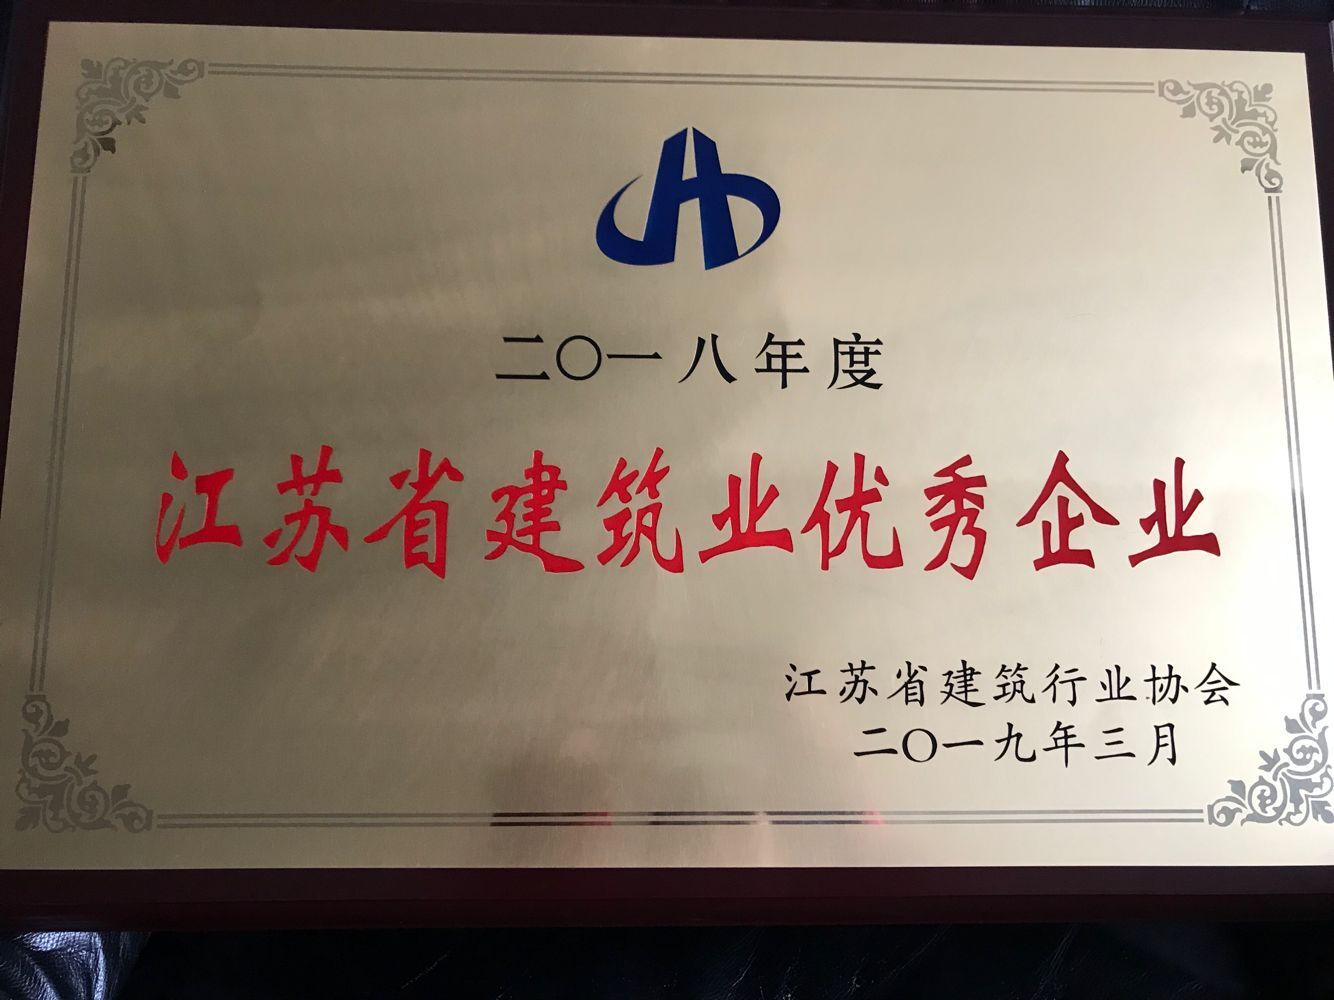 二〇一八年度
江苏省建筑业优秀企业
江苏省建筑行业协会
二〇一九年三月